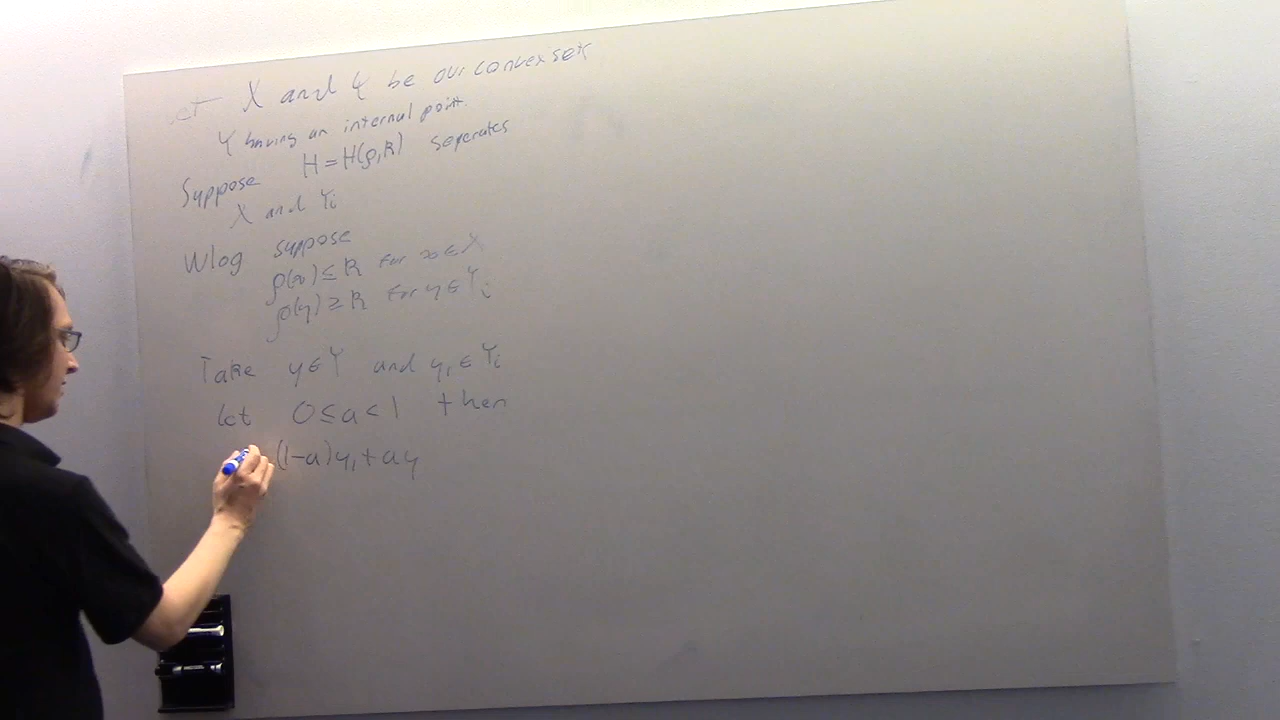 Let X and Y be our convex sets
Y having an internal point.
Suppose H=H(ρ,R) seperates
X and Yᵢ
Wlog suppose
ρ(x)≤R for x∈X
ρ(y)≥R for y∈Yᵢ
Take y∈Y and y₁∈Yᵢ
Let 0≤a<1 then
(1-a)y₁+ay